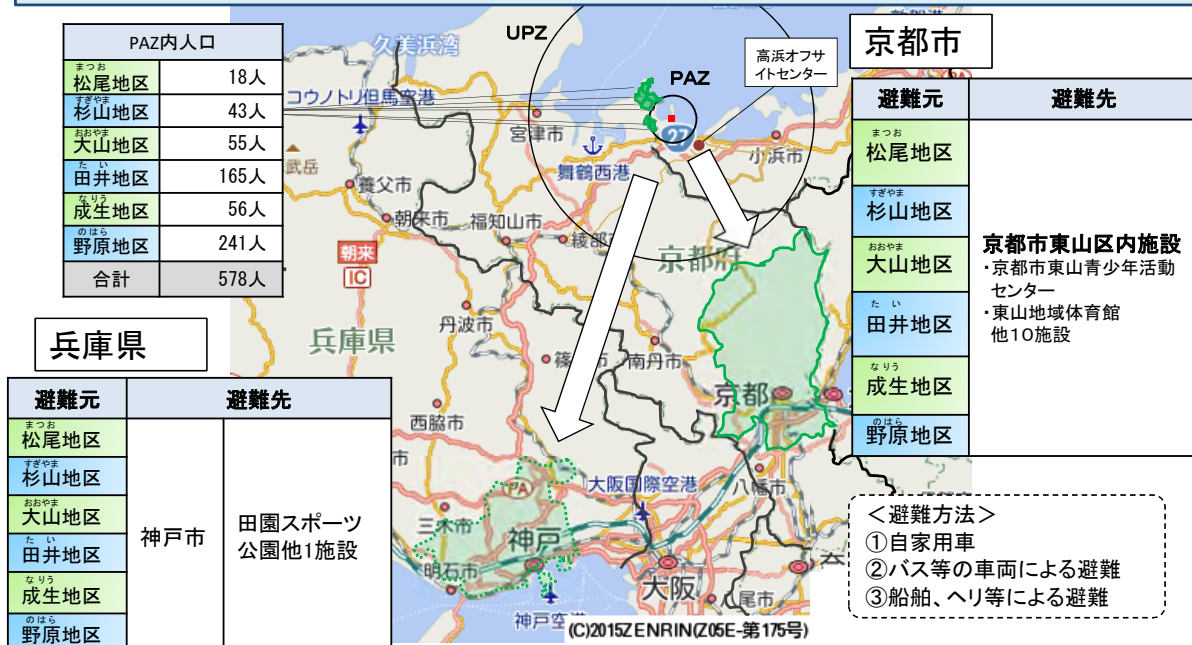 PAZ内人口
まつお
松尾地区 18人
すぎやま
杉山地区 43人
おおやま
大山地区 55人
たい
田井地区 165人
なりう
成生地区 56人
のはら
野原地区 241人
合計 578人
久美浜湾
UPZ
PAZ
高浜オフサ
イトセンター
コウノトリ但馬空港
宮津市
27
小浜市
舞鶴西港
武岳
養父市
朝来市
福知山市
綾部
朝来
IC
京都府
丹波市
兵庫県
南丹市
京都
西脇市
市
大阪国際空港
八幡市
PA
三木市
神戸
明石市
大阪
尾市
神戸空
(C)2015ZENRIN(Z05E-第175号)
京都市
避難元 避難先
まつお
松尾地区
すぎやま
杉山地区
おおやま
大山地区
たい
田井地区
なりう
成生地区
のはら
野原地区
京都市東山区内施設
・京都市東山青少年活動
センター
・東山地域体育館
他10施設
兵庫県
避難元 避難先
まつお
松尾地区
すぎやま
杉山地区
おおやま
大山地区
たい
田井地区
なりう
成生地区
のはら
野原地区
神戸市
田園スポーツ
公園他1施設
<避難方法>
①自家用車
②バス等の車両による避難
③船舶、ヘリ等による避難